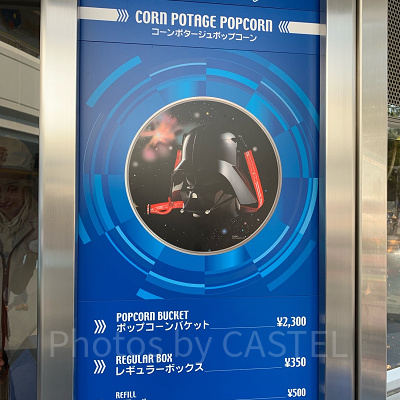 CORN POTAGE POPCORN
コーンポタージュポップコーン
POPCORN BUCKET
ポップコーンバケット ¥2,300
Photos by CASTEL
REGULAR BOX
レギュラーボックス ¥350
REFILL
¥500